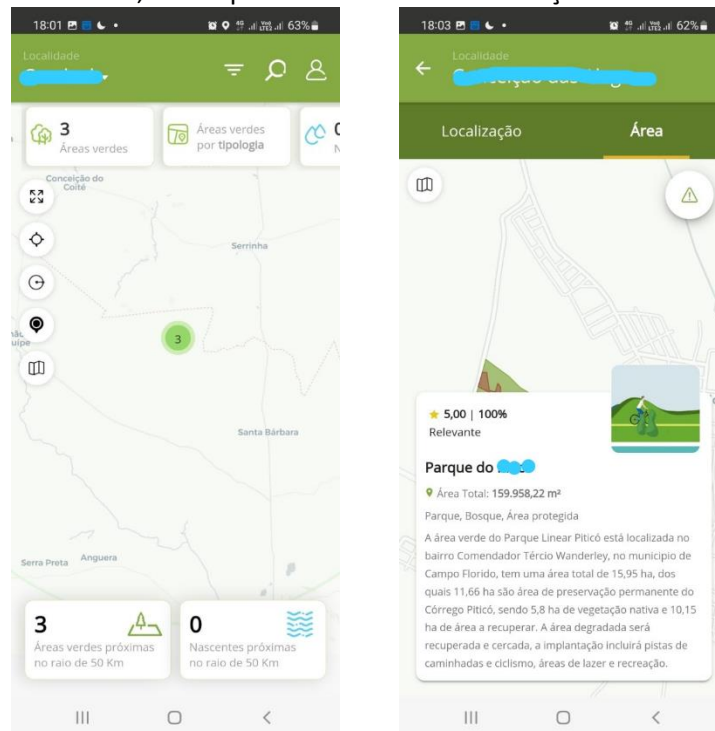 18:01
63%
Localidade
3
Áreas verdes
Áreas verdes
por tipologia
Conceição do
Coité
Serrinha
3
Santa Bárbara
Serra Preta
Anguera
3
Áreas verdes próximas
no raio de 50 Km
0
Nascentes próximas
no raio de 50 Km
18:03
62%
Localidade
Localização
Área
5,00 | 100%
Relevante
Parque do
Área Total: 159.958,22 m²
Parque, Bosque, Área protegida
A área verde do Parque Linear Piticó está localizada no
bairro Comendador Tércio Wanderley, no municipio de
Campo Florido, tem uma área total de 15,95 ha, dos
quais 11,66 ha são área de preservação permanente do
Córrego Piticó, sendo 5,8 ha de vegetação nativa e 10,15
ha de área a recuperar. A área degradada será
recuperada e cercada, a implantação incluirá pistas de
caminhadas e ciclismo, áreas de lazer e recreação.